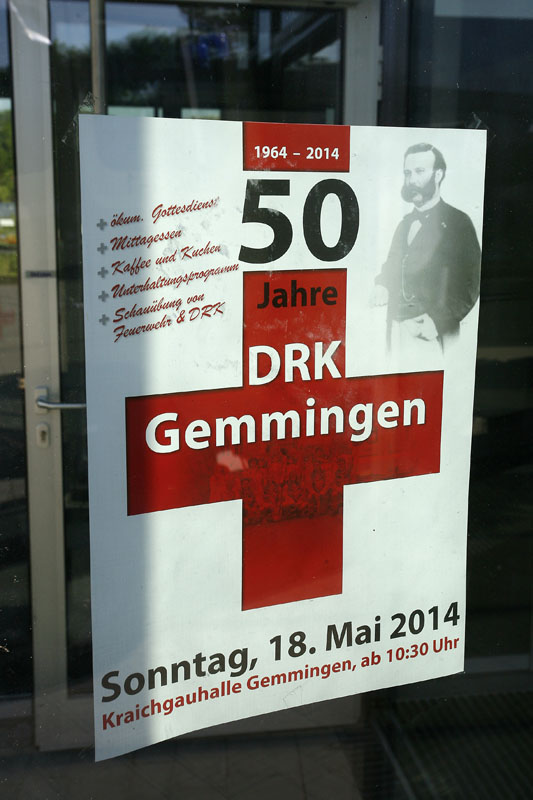 1964 – 2014
50
Jahre
DRK
Gemmingen
ökum. Gottesdienst
Mittagessen
Kaffee und Kuchen
Unterhaltungsprogramm
Schauübung von
Feuerwehr & DRK
Sonntag, 18. Mai 2014
Kraichgauhalle Gemmingen, ab 10:30 Uhr